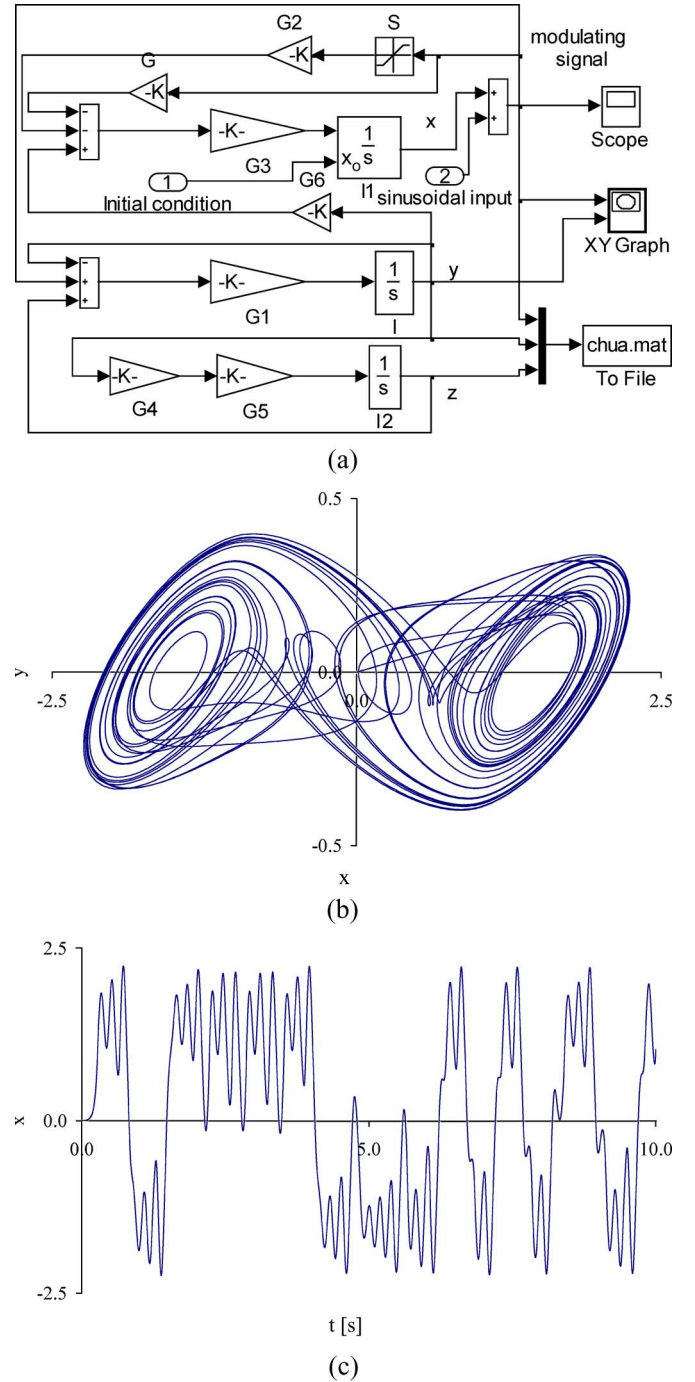 G2
S
modulating
signal
-K
G
-K
-
-
+
-K-
G3
x
1
s
xo
I1
+
+
Scope
1
Initial condition
G6
2
sinusoidal input
-K
XY Graph
-
+
+
-K-
G1
1
s
I
y
-K-
G4
-K-
G5
1
s
I2
z
chua.mat
To File
(a)
0.5
y
-2.5
0.0
0.0
2.5
-0.5
x
(b)
2.5
x
0.0
0.0
5.0
10.0
-2.5
t [s]
(c)